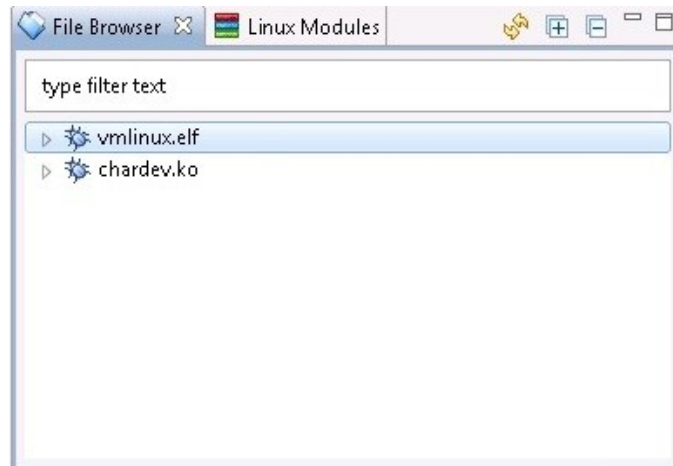 File Browser Linux Modules
type filter text
vmlinux.elf
chardev.ko